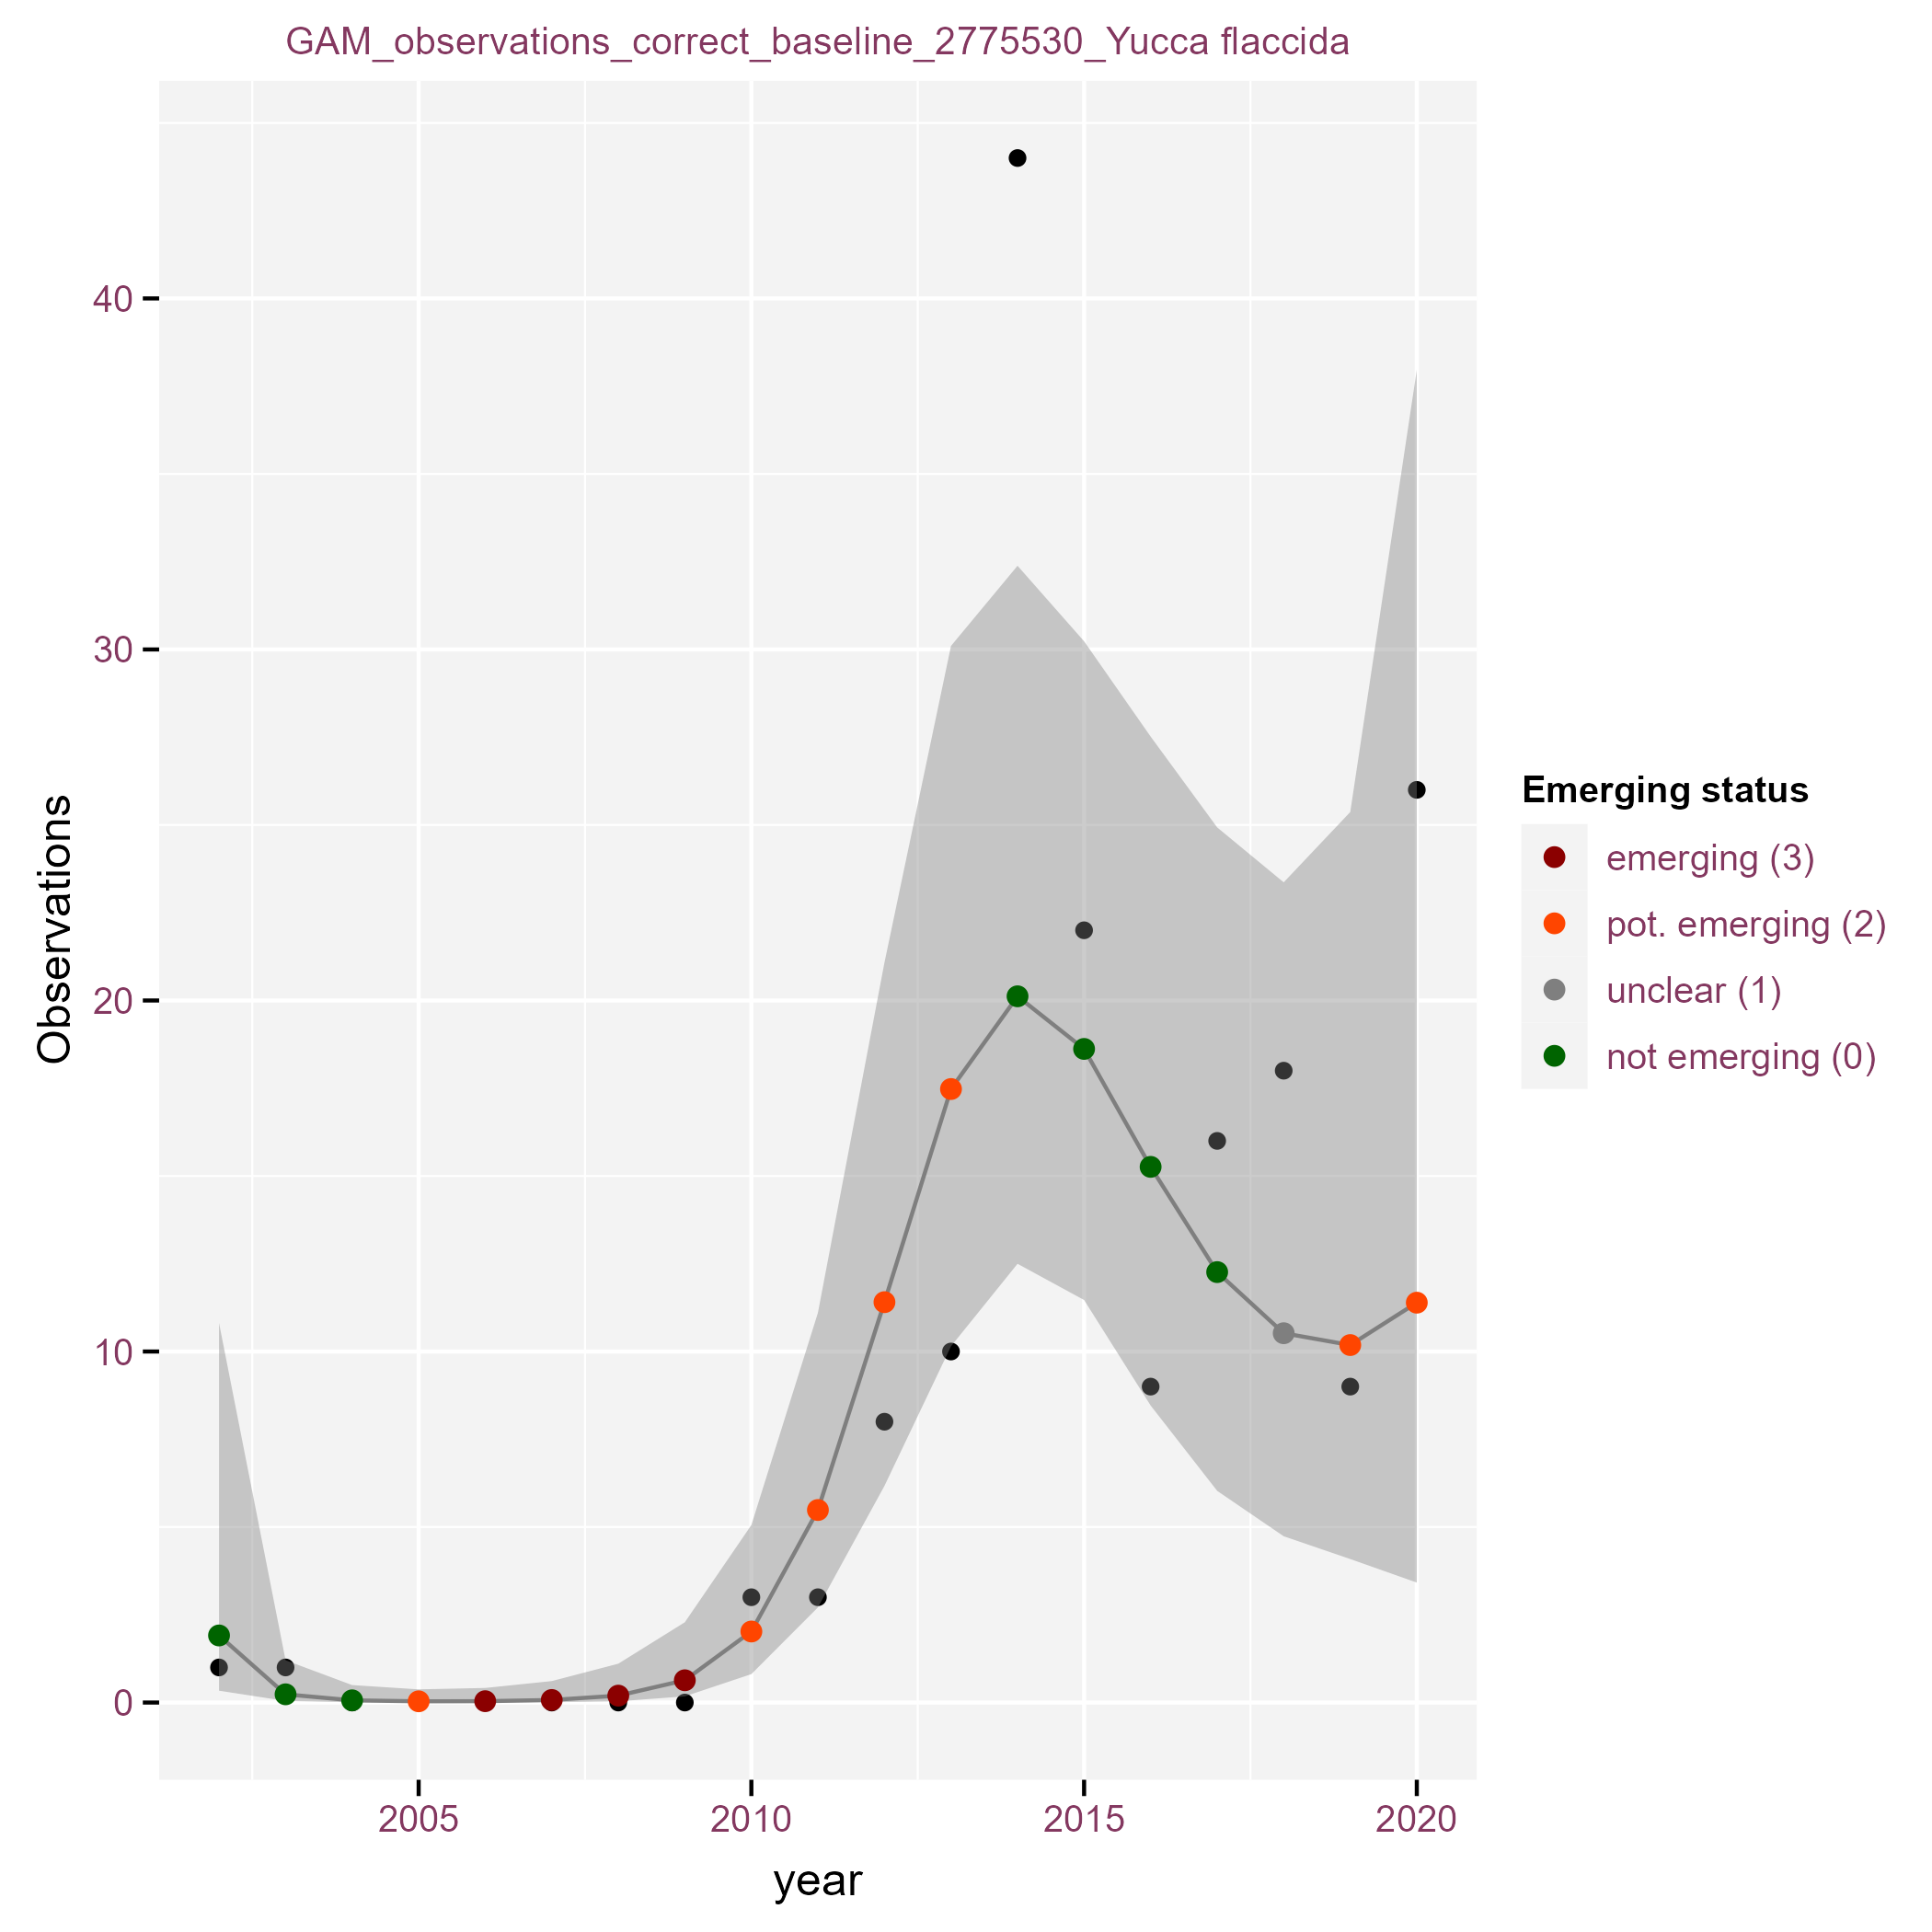 GAM_observations_correct_baseline_2775530_Yucca flaccida
Observations
40
30
20
10
0
2005 2010 2015 2020
year
Emerging status
emerging (3)
pot. emerging (2)
unclear (1)
not emerging (0)